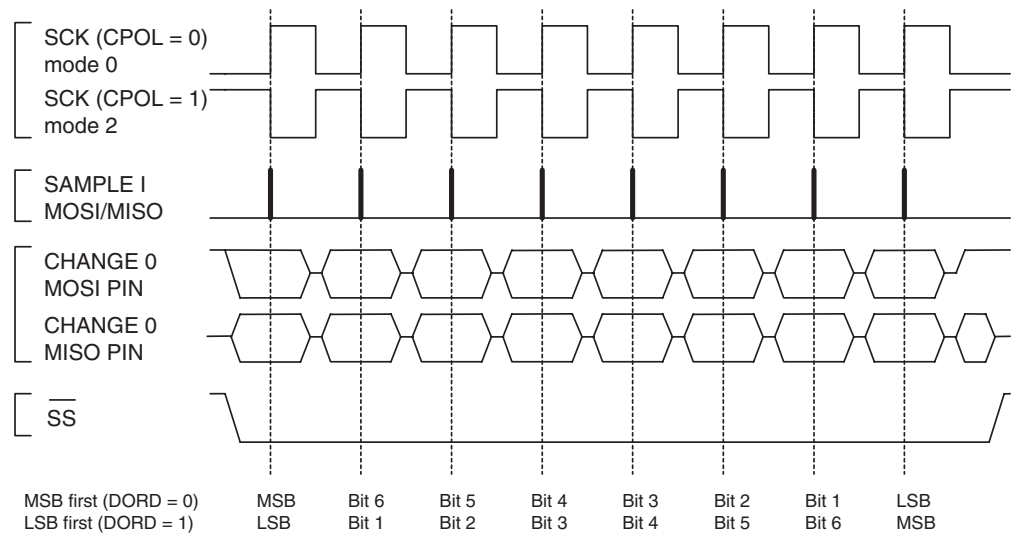 SCK (CPOL = 0)
mode 0
SCK (CPOL = 1)
mode 2
SAMPLE I
MOSI/MISO
CHANGE 0
MOSI PIN
CHANGE 0
MISO PIN
SS
MSB first (DORD = 0) MSB Bit 6 Bit 5 Bit 4 Bit 3 Bit 2 Bit 1 LSB
LSB first (DORD = 1) LSB Bit 1 Bit 2 Bit 3 Bit 4 Bit 5 Bit 6 MSB